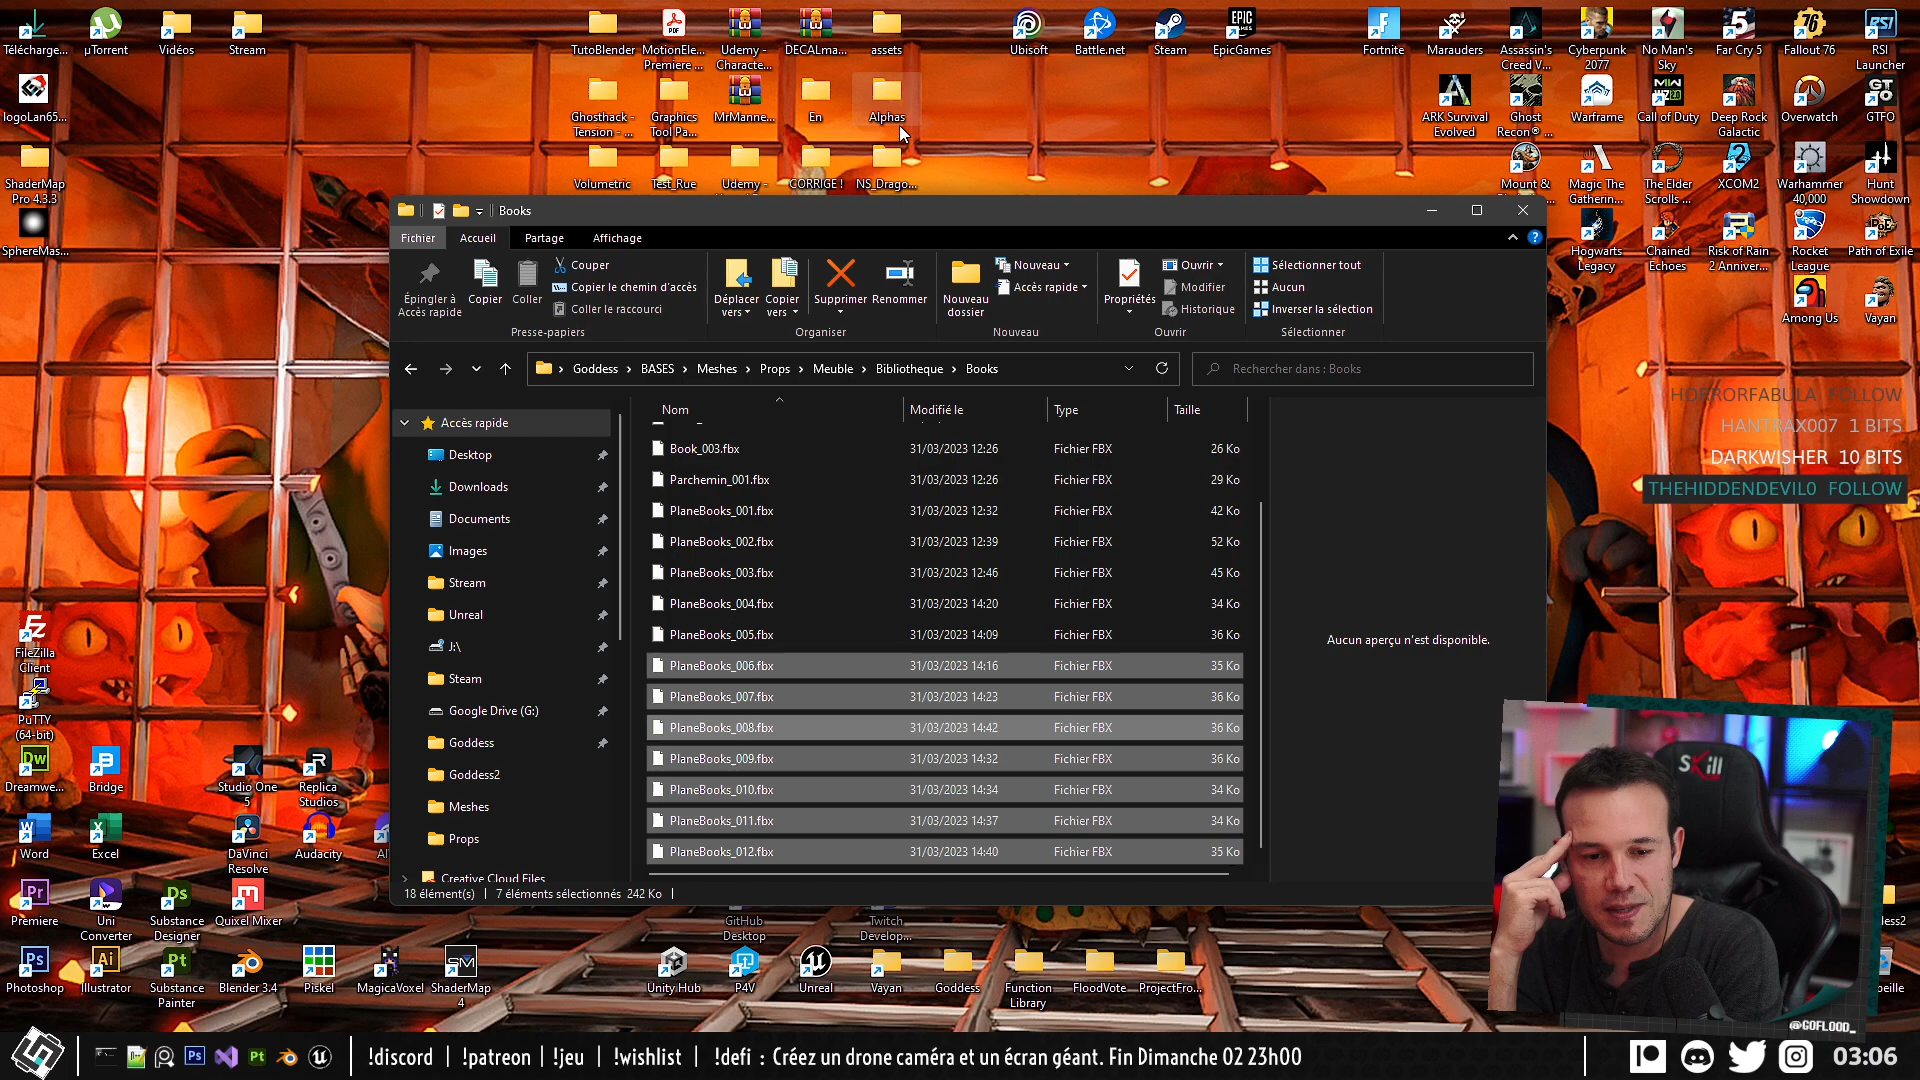 Télécharge...
µTorrent
Vidéos
Stream
TutoBlender
MotionEle...
Premiere ...
Udemy -
Characte...
DECALma...
assets
Ubisoft
Battle.net
Steam
EpicGames
Fortnite
Marauders
Assassin's
Creed V...
Cyberpunk
2077
No Man's
Sky
Far Cry 5
Fallout 76
RSI
Launcher
logoLan65...
Ghosthack -
Tension - ...
Graphics
Tool Pa...
MrManne...
En
Alphas
ARK Survival
Evolved
Ghost
Recon® ...
Warframe
Call of Duty
Deep Rock
Galactic
Overwatch
GTFO
ShaderMap
Pro 4.3.3
Volumetric
Test_Rue
Udemy -
CORRIGE !
NS_Drago...
Mount &
Magic The
Gatherin...
The Elder
Scrolls ...
XCOM2
Warhammer
40,000
Hunt
Showdown
SphereMas...
Hogwarts
Legacy
Chained
Echoes
Risk of Rain
2 Anniver...
Rocket
League
Path of Exile
Among Us
Vayan
Books
Fichier
Accueil
Partage
Affichage
Épingler à
Accès rapide
Copier
Coller
Couper
Copier le chemin d'accès
Coller le raccourci
Presse-papiers
Déplacer
vers
Copier
vers
Supprimer
Renommer
Organiser
Nouveau
dossier
Nouveau
Accès rapide
Nouveau
Propriétés
Ouvrir
Modifier
Historique
Ouvrir
Sélectionner tout
Aucun
Inverser la sélection
Sélectionner
Goddess › BASES › Meshes › Props › Meuble › Bibliotheque › Books
Rechercher dans : Books
Accès rapide
Desktop
Downloads
Documents
Images
Stream
Unreal
J:\
Steam
Google Drive (G:)
Goddess
Goddess2
Meshes
Props
Creative Cloud Files
Nom Modifié le Type Taille
Book_003.fbx 31/03/2023 12:26 Fichier FBX 26 Ko
Parchemin_001.fbx 31/03/2023 12:26 Fichier FBX 29 Ko
PlaneBooks_001.fbx 31/03/2023 12:32 Fichier FBX 42 Ko
PlaneBooks_002.fbx 31/03/2023 12:39 Fichier FBX 52 Ko
PlaneBooks_003.fbx 31/03/2023 12:46 Fichier FBX 45 Ko
PlaneBooks_004.fbx 31/03/2023 14:20 Fichier FBX 34 Ko
PlaneBooks_005.fbx 31/03/2023 14:09 Fichier FBX 36 Ko
PlaneBooks_006.fbx 31/03/2023 14:16 Fichier FBX 35 Ko
PlaneBooks_007.fbx 31/03/2023 14:23 Fichier FBX 36 Ko
PlaneBooks_008.fbx 31/03/2023 14:42 Fichier FBX 36 Ko
PlaneBooks_009.fbx 31/03/2023 14:32 Fichier FBX 36 Ko
PlaneBooks_010.fbx 31/03/2023 14:34 Fichier FBX 34 Ko
PlaneBooks_011.fbx 31/03/2023 14:37 Fichier FBX 34 Ko
PlaneBooks_012.fbx 31/03/2023 14:40 Fichier FBX 35 Ko
Aucun aperçu n'est disponible.
18 élément(s) 7 éléments sélectionnés 242 Ko
HORRORFABULA FOLLOW
HANTRAX007 1 BITS
DARKWISHER 10 BITS
THEHIDDENDEVIL0 FOLLOW
SKill
@GOFLOOD_
FileZilla
Client
PuTTY
(64-bit)
Dreamwe...
Bridge
Studio One
5
Replica
Studios
Word
Excel
DaVinci
Resolve
Audacity
Premiere
Uni
Converter
Substance
Designer
Quixel Mixer
GitHub
Desktop
Twitch
Develop...
Photoshop
Illustrator
Substance
Painter
Blender 3.4
Piskel
MagicaVoxel
ShaderMap
4
Unity Hub
P4V
Unreal
Vayan
Goddess
Function
Library
FloodVote
ProjectFro...
!discord | !patreon | !jeu | !wishlist | !defi : Créez un drone caméra et un écran géant. Fin Dimanche 02 23h00
03:06